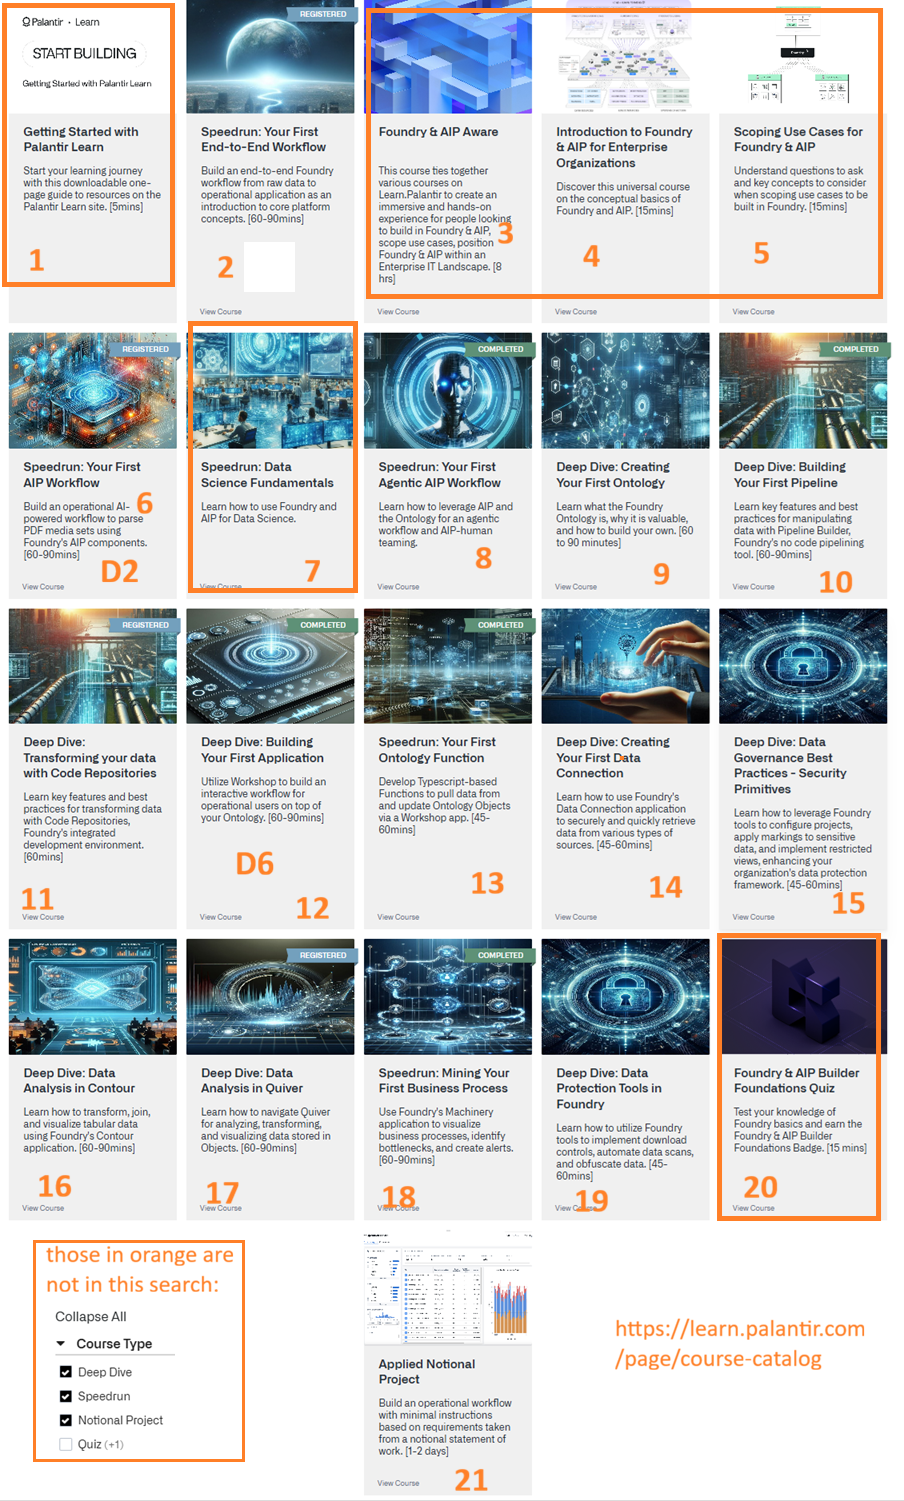 Palantir • Learn
START BUILDING
Getting Started with Palantir Learn
Getting Started with
Palantir Learn
Start your learning journey
with this downloadable one-
page guide to resources on the
Palantir Learn site. [5mins]
1
REGISTERED
Speedrun: Your First
End-to-End Workflow
Build an end-to-end Foundry
workflow from raw data to
operational application as an
introduction to core platform
concepts. [60-90mins]
2
View Course
Foundry & AIP Aware
This course ties together
various courses on
Learn.Palantir to create an
immersive and hands-on
experience for people looking
to build in Foundry & AIP,
scope use cases, position
Foundry & AIP within an
Enterprise IT Landscape. [8
hrs]
3
View Course
Introduction to Foundry
& AIP for Enterprise
Organizations
Discover this universal course
on the conceptual basics of
Foundry and AIP. [15mins]
4
View Course
Scoping Use Cases for
Foundry & AIP
Understand questions to ask
and key concepts to consider
when scoping use cases to be
built in Foundry. [15mins]
5
View Course
REGISTERED
Speedrun: Your First
AIP Workflow
Build an operational AI-
powered workflow to parse
PDF media sets using
Foundry's AIP components.
[60-90mins]
6
D2
View Course
Speedrun: Data
Science Fundamentals
Learn how to use Foundry and
AIP for Data Science.
7
View Course
COMPLETED
Speedrun: Your First
Agentic AIP Workflow
Learn how to leverage AIP and
the Ontology for an agentic
workflow and AIP-human
teaming.
8
View Course
Deep Dive: Creating
Your First Ontology
Learn what the Foundry
Ontology is, why it is valuable,
and how to build your own. [60
to 90 minutes]
9
View Course
COMPLETED
Deep Dive: Building
Your First Pipeline
Learn key features and best
practices for manipulating
data with Pipeline Builder,
Foundry's no code pipelining
tool. [60-90mins]
10
View Course
REGISTERED
Deep Dive:
Transforming your data
with Code Repositories
Learn key features and best
practices for transforming data
with Code Repositories,
Foundry's integrated
development environment.
[60mins]
11
View Course
COMPLETED
Deep Dive: Building
Your First Application
Utilize Workshop to build an
interactive workflow for
operational users on top of
your Ontology. [60-90mins]
D6
12
View Course
COMPLETED
Speedrun: Your First
Ontology Function
Develop Typescript-based
Functions to pull data from
and update Ontology Objects
via a Workshop app. [45-
60mins]
13
View Course
Deep Dive: Creating
Your First Data
Connection
Learn how to use Foundry's
Data Connection application
to securely and quickly retrieve
data from various types of
sources. [45-60mins]
14
View Course
Deep Dive: Data
Governance Best
Practices - Security
Primitives
Learn how to leverage Foundry
tools to configure projects,
apply markings to sensitive
data, and implement restricted
views, enhancing your
organization's data protection
framework. [45-60mins]
15
View Course
Deep Dive: Data
Analysis in Contour
Learn how to transform, join,
and visualize tabular data
using Foundry's Contour
application. [60-90mins]
16
View Course
REGISTERED
Deep Dive: Data
Analysis in Quiver
Learn how to navigate Quiver
for analyzing, transforming,
and visualizing data stored in
Objects. [60-90mins]
17
View Course
COMPLETED
Speedrun: Mining Your
First Business Process
Use Foundry's Machinery
application to visualize
business processes, identify
bottlenecks, and create alerts.
[60-90mins]
18
View Course
Deep Dive: Data
Protection Tools in
Foundry
Learn how to utilize Foundry
tools to implement download
controls, automate data scans,
and obfuscate data. [45-
60mins]
19
View Course
Foundry & AIP Builder
Foundations Quiz
Test your knowledge of
Foundry basics and earn the
Foundry & AIP Builder
Foundations Badge. [15 mins]
20
View Course
those in orange are
not in this search:
Collapse All
Course Type
Deep Dive
Speedrun
Notional Project
Quiz (+1)
Applied Notional
Project
Build an operational workflow
with minimal instructions
based on requirements taken
from a notional statement of
work. [1-2 days]
21
View Course
https://learn.palantir.com
/page/course-catalog